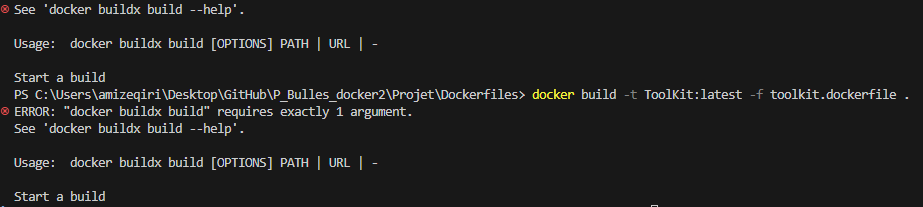 See 'docker buildx build --help'.
Usage:  docker buildx build [OPTIONS] PATH | URL | -
Start a build
PS C:\Users\amizeqiri\Desktop\GitHub\P_Bulles_docker2\Projet\Dockerfiles> docker build -t ToolKit:latest -f toolkit.dockerfile .
ERROR: "docker buildx build" requires exactly 1 argument.
See 'docker buildx build --help'.
Usage:  docker buildx build [OPTIONS] PATH | URL | -
Start a build